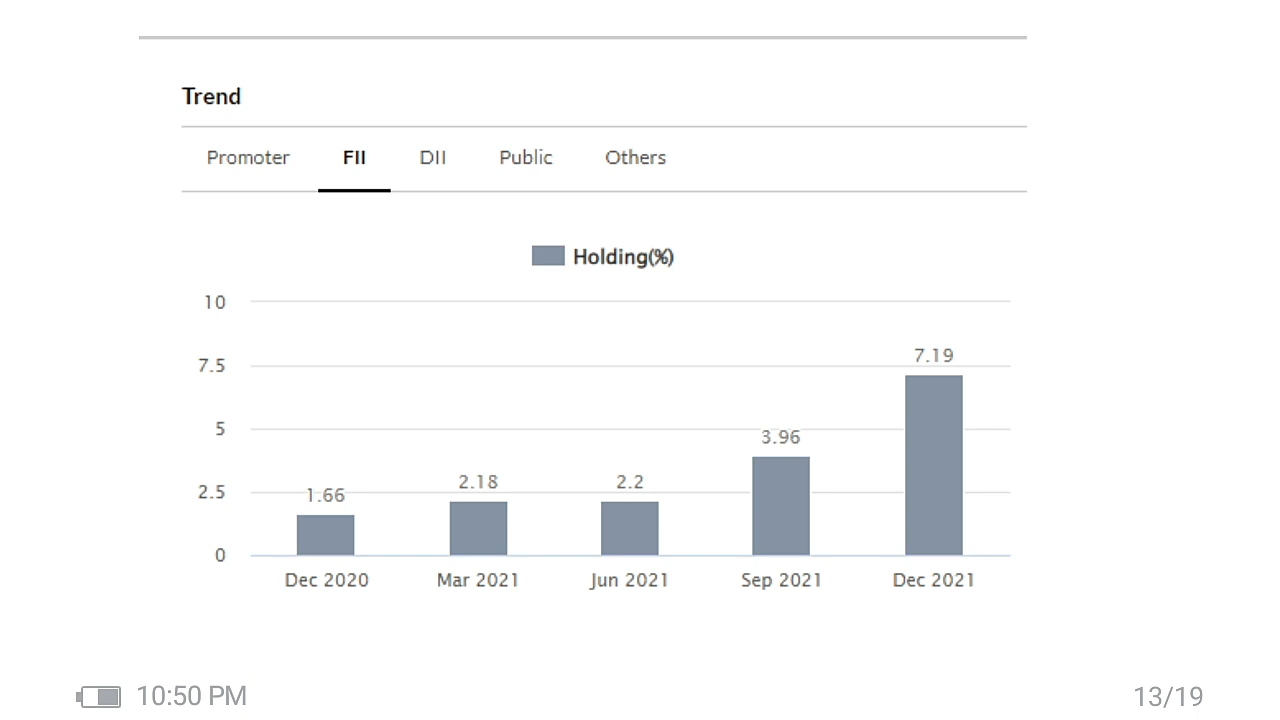 Trend
Promoter FII DII Public Others
Holding(%)
10
7.5
5
2.5
0
1.66 2.18 2.2 3.96 7.19
Dec 2020 Mar 2021 Jun 2021 Sep 2021 Dec 2021
10:50 PM 13/19